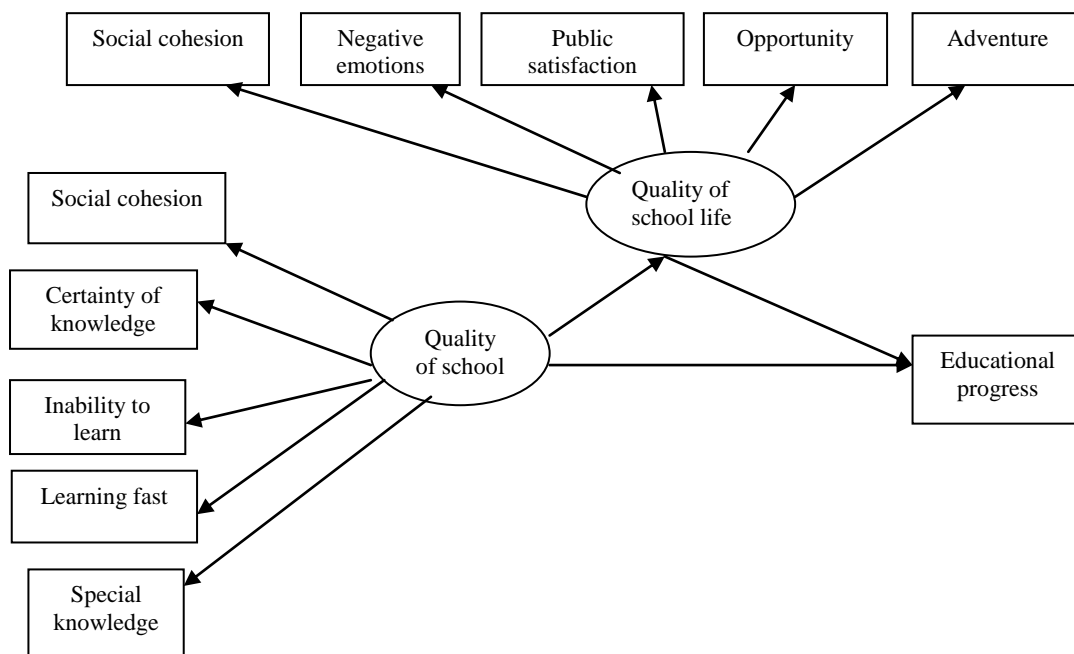 Social cohesion
Negative
emotions
Public
satisfaction
Opportunity
Adventure
Quality of
school life
Social cohesion
Certainty of
knowledge
Quality
of school
Educational
progress
Inability to
learn
Learning fast
Special
knowledge